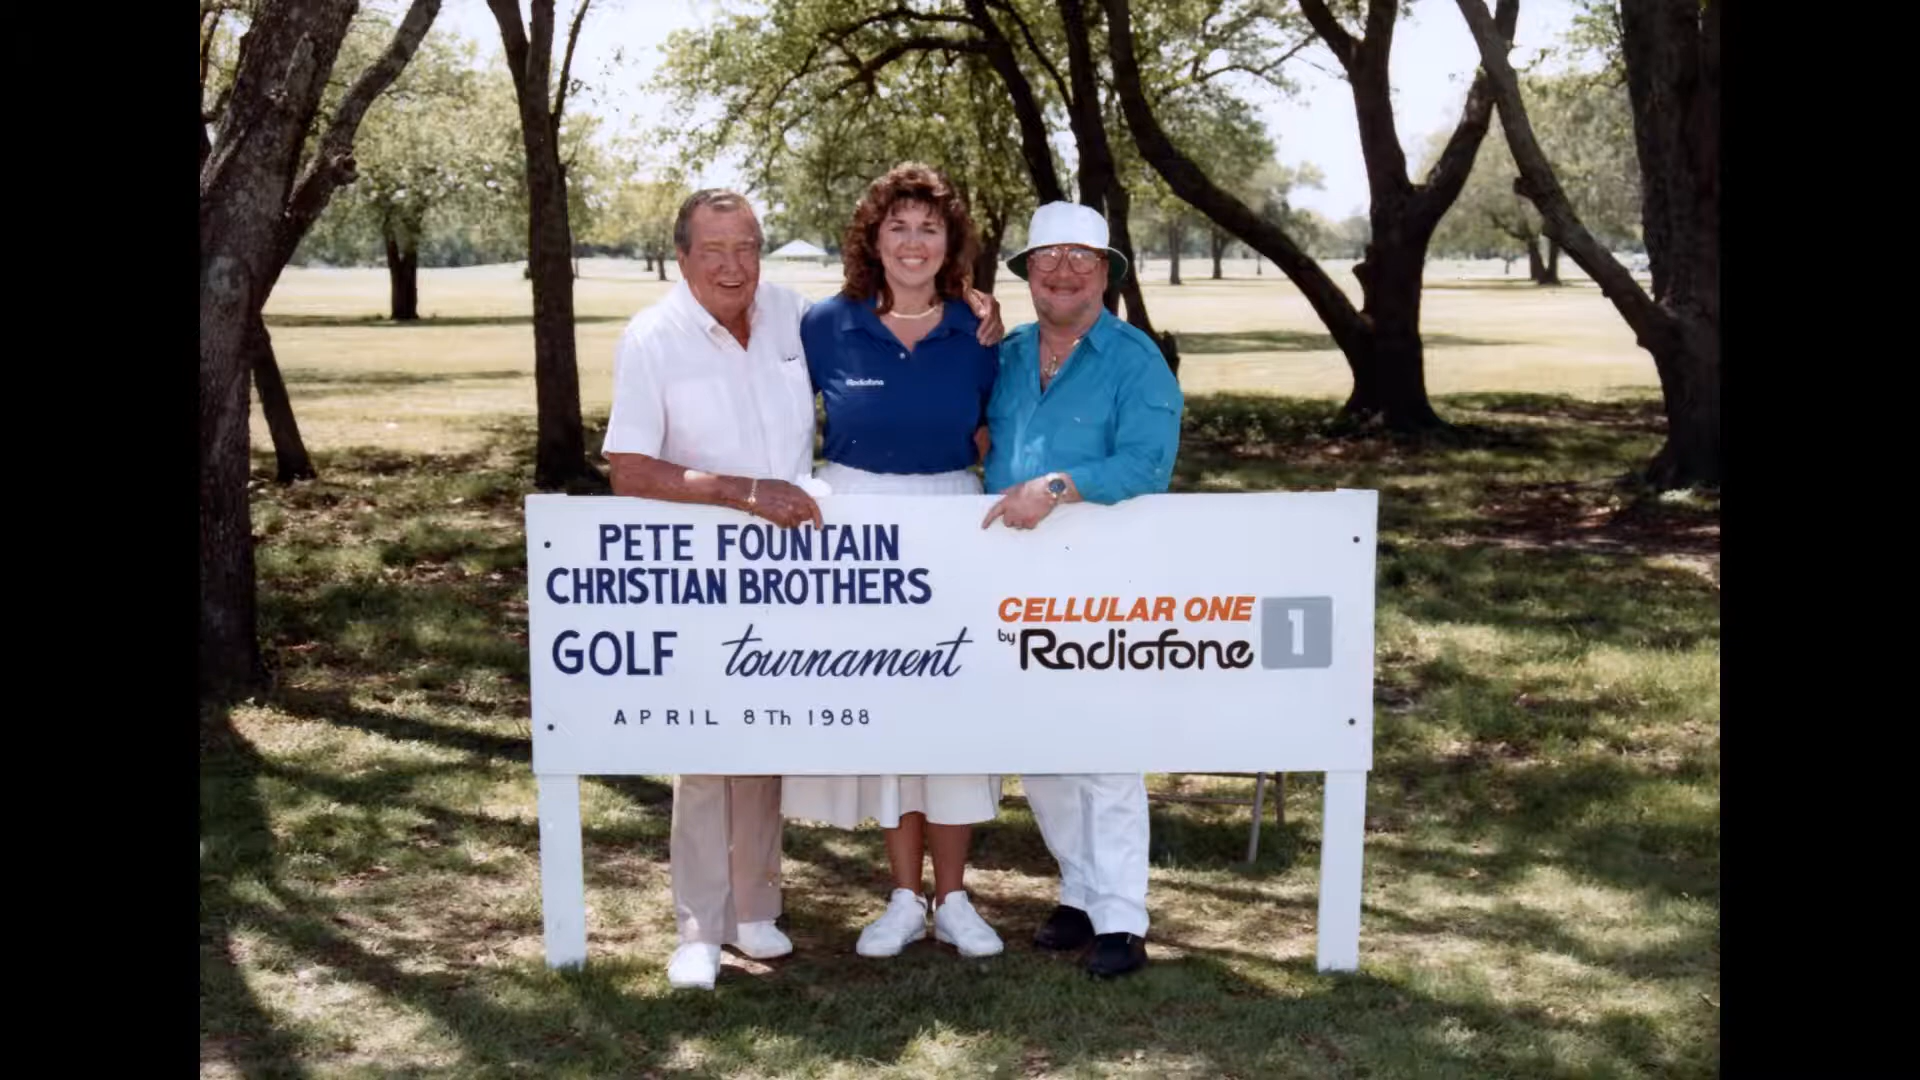 Radiofone
PETE FOUNTAIN
CHRISTIAN BROTHERS
GOLF tournament
APRIL 8Th 1988
CELLULAR ONE
by Radiofone
1